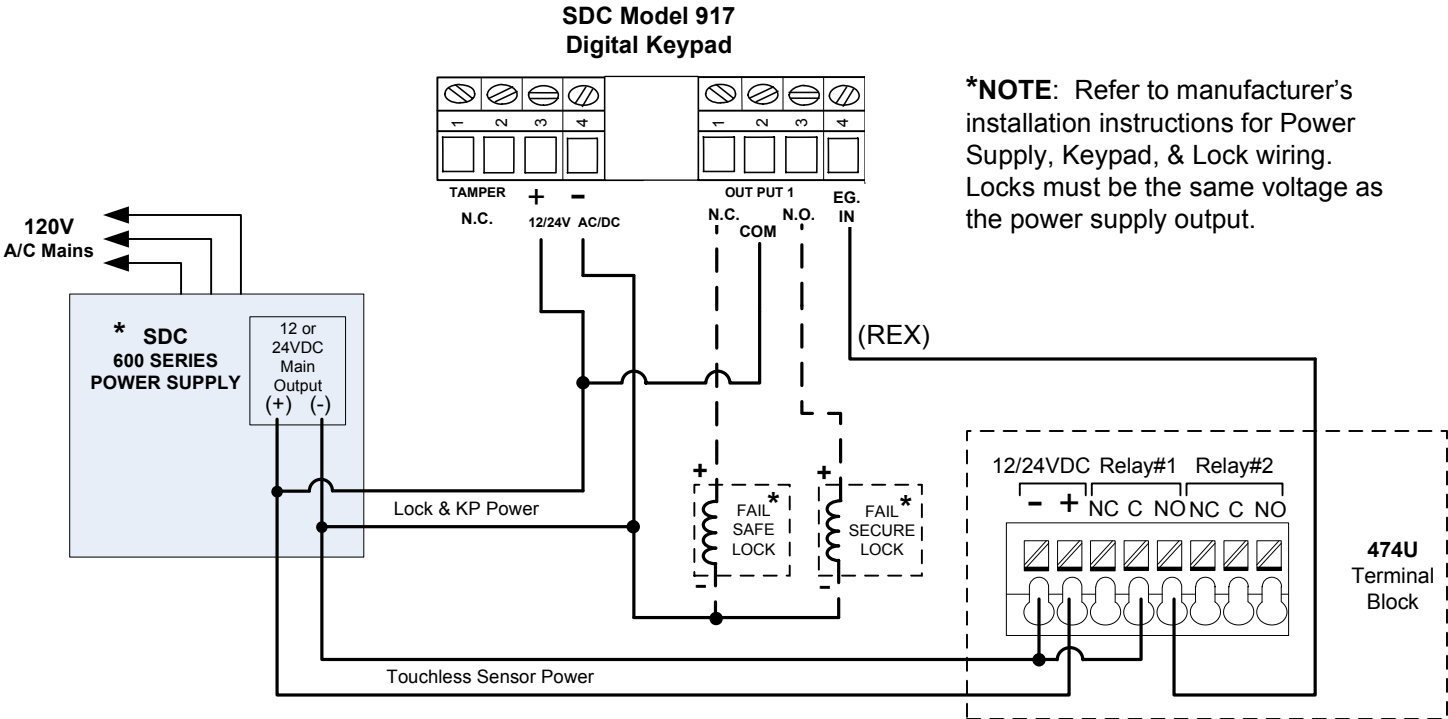 SDC Model 917
Digital Keypad
1 2 3 4
1 2 3 4
TAMPER
N.C.
+ -
12/24V AC/DC
OUT PUT 1
N.C.
COM
N.O.
EG.
IN
*NOTE: Refer to manufacturer's
installation instructions for Power
Supply, Keypad, & Lock wiring.
Locks must be the same voltage as
the power supply output.
120V
A/C Mains
* SDC
600 SERIES
POWER SUPPLY
12 or
24VDC
Main
Output
(+) (-)
(REX)
Lock & KP Power
+
FAIL*
SAFE
LOCK
-
+
FAIL*
SECURE
LOCK
-
12/24VDC Relay#1 Relay#2
- + NC C NO NC C NO
474U
Terminal
Block
Touchless Sensor Power